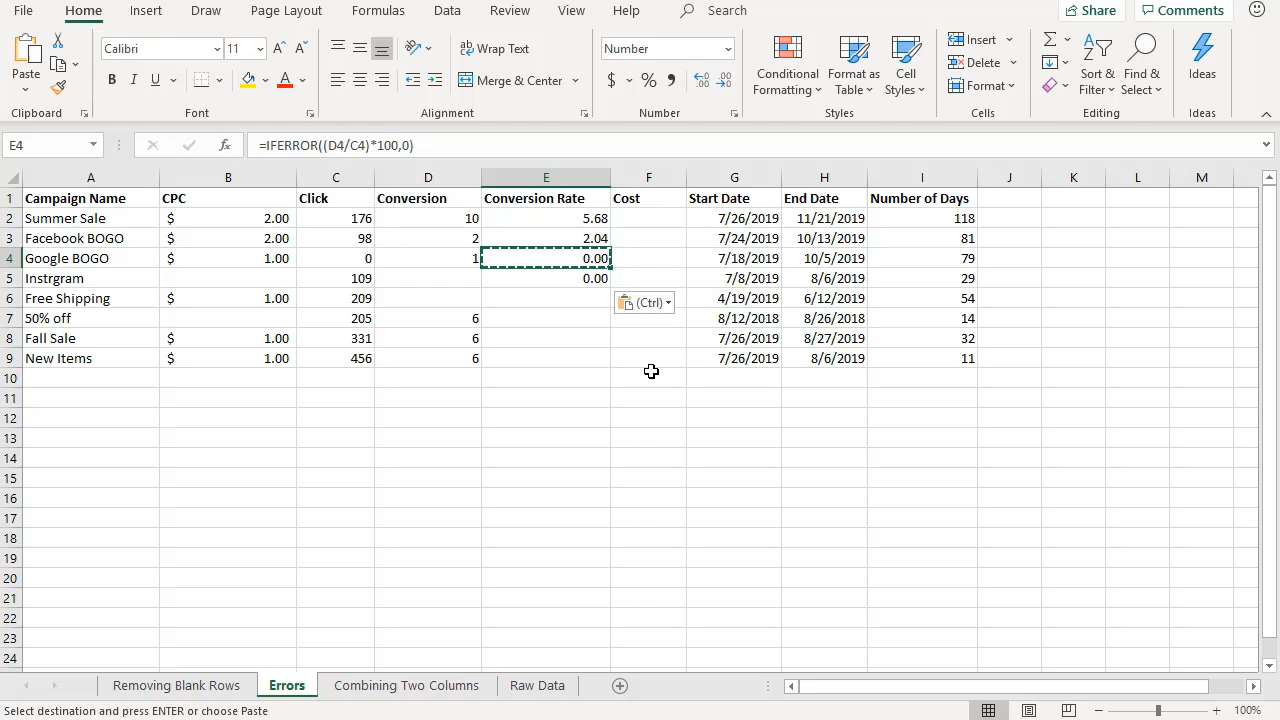 File Home Insert Draw Page Layout Formulas Data Review View Help Search Share Comments
Paste Calibri 11 A A ab Wrap Text Number Conditional Formatting Format as Table Cell Styles Insert Delete Format Sort & Filter Find & Select Ideas
B I U A Merge & Center $ % 
Clipboard Font Alignment Number Styles Cells Editing Ideas
E4 fx =IFERROR((D4/C4)*100,0)
A B C D E F G H I J K L M
1 Campaign Name CPC Click Conversion Conversion Rate Cost Start Date End Date Number of Days
2 Summer Sale $ 2.00 176 10 5.68 7/26/2019 11/21/2019 118
3 Facebook BOGO $ 2.00 98 2 2.04 7/24/2019 10/13/2019 81
4 Google BOGO $ 1.00 0 1 0.00 7/18/2019 10/5/2019 79
5 Instrgram 109 0.00 7/8/2019 8/6/2019 29
6 Free Shipping $ 1.00 209 (Ctrl) 4/19/2019 6/12/2019 54
7 50% off 205 6 8/12/2018 8/26/2018 14
8 Fall Sale $ 1.00 331 6 7/26/2019 8/27/2019 32
9 New Items $ 1.00 456 6 7/26/2019 8/6/2019 11
10
11
12
13
14
15
16
17
18
19
20
21
22
23
24
Removing Blank Rows Errors Combining Two Columns Raw Data
Select destination and press ENTER or choose Paste 100%